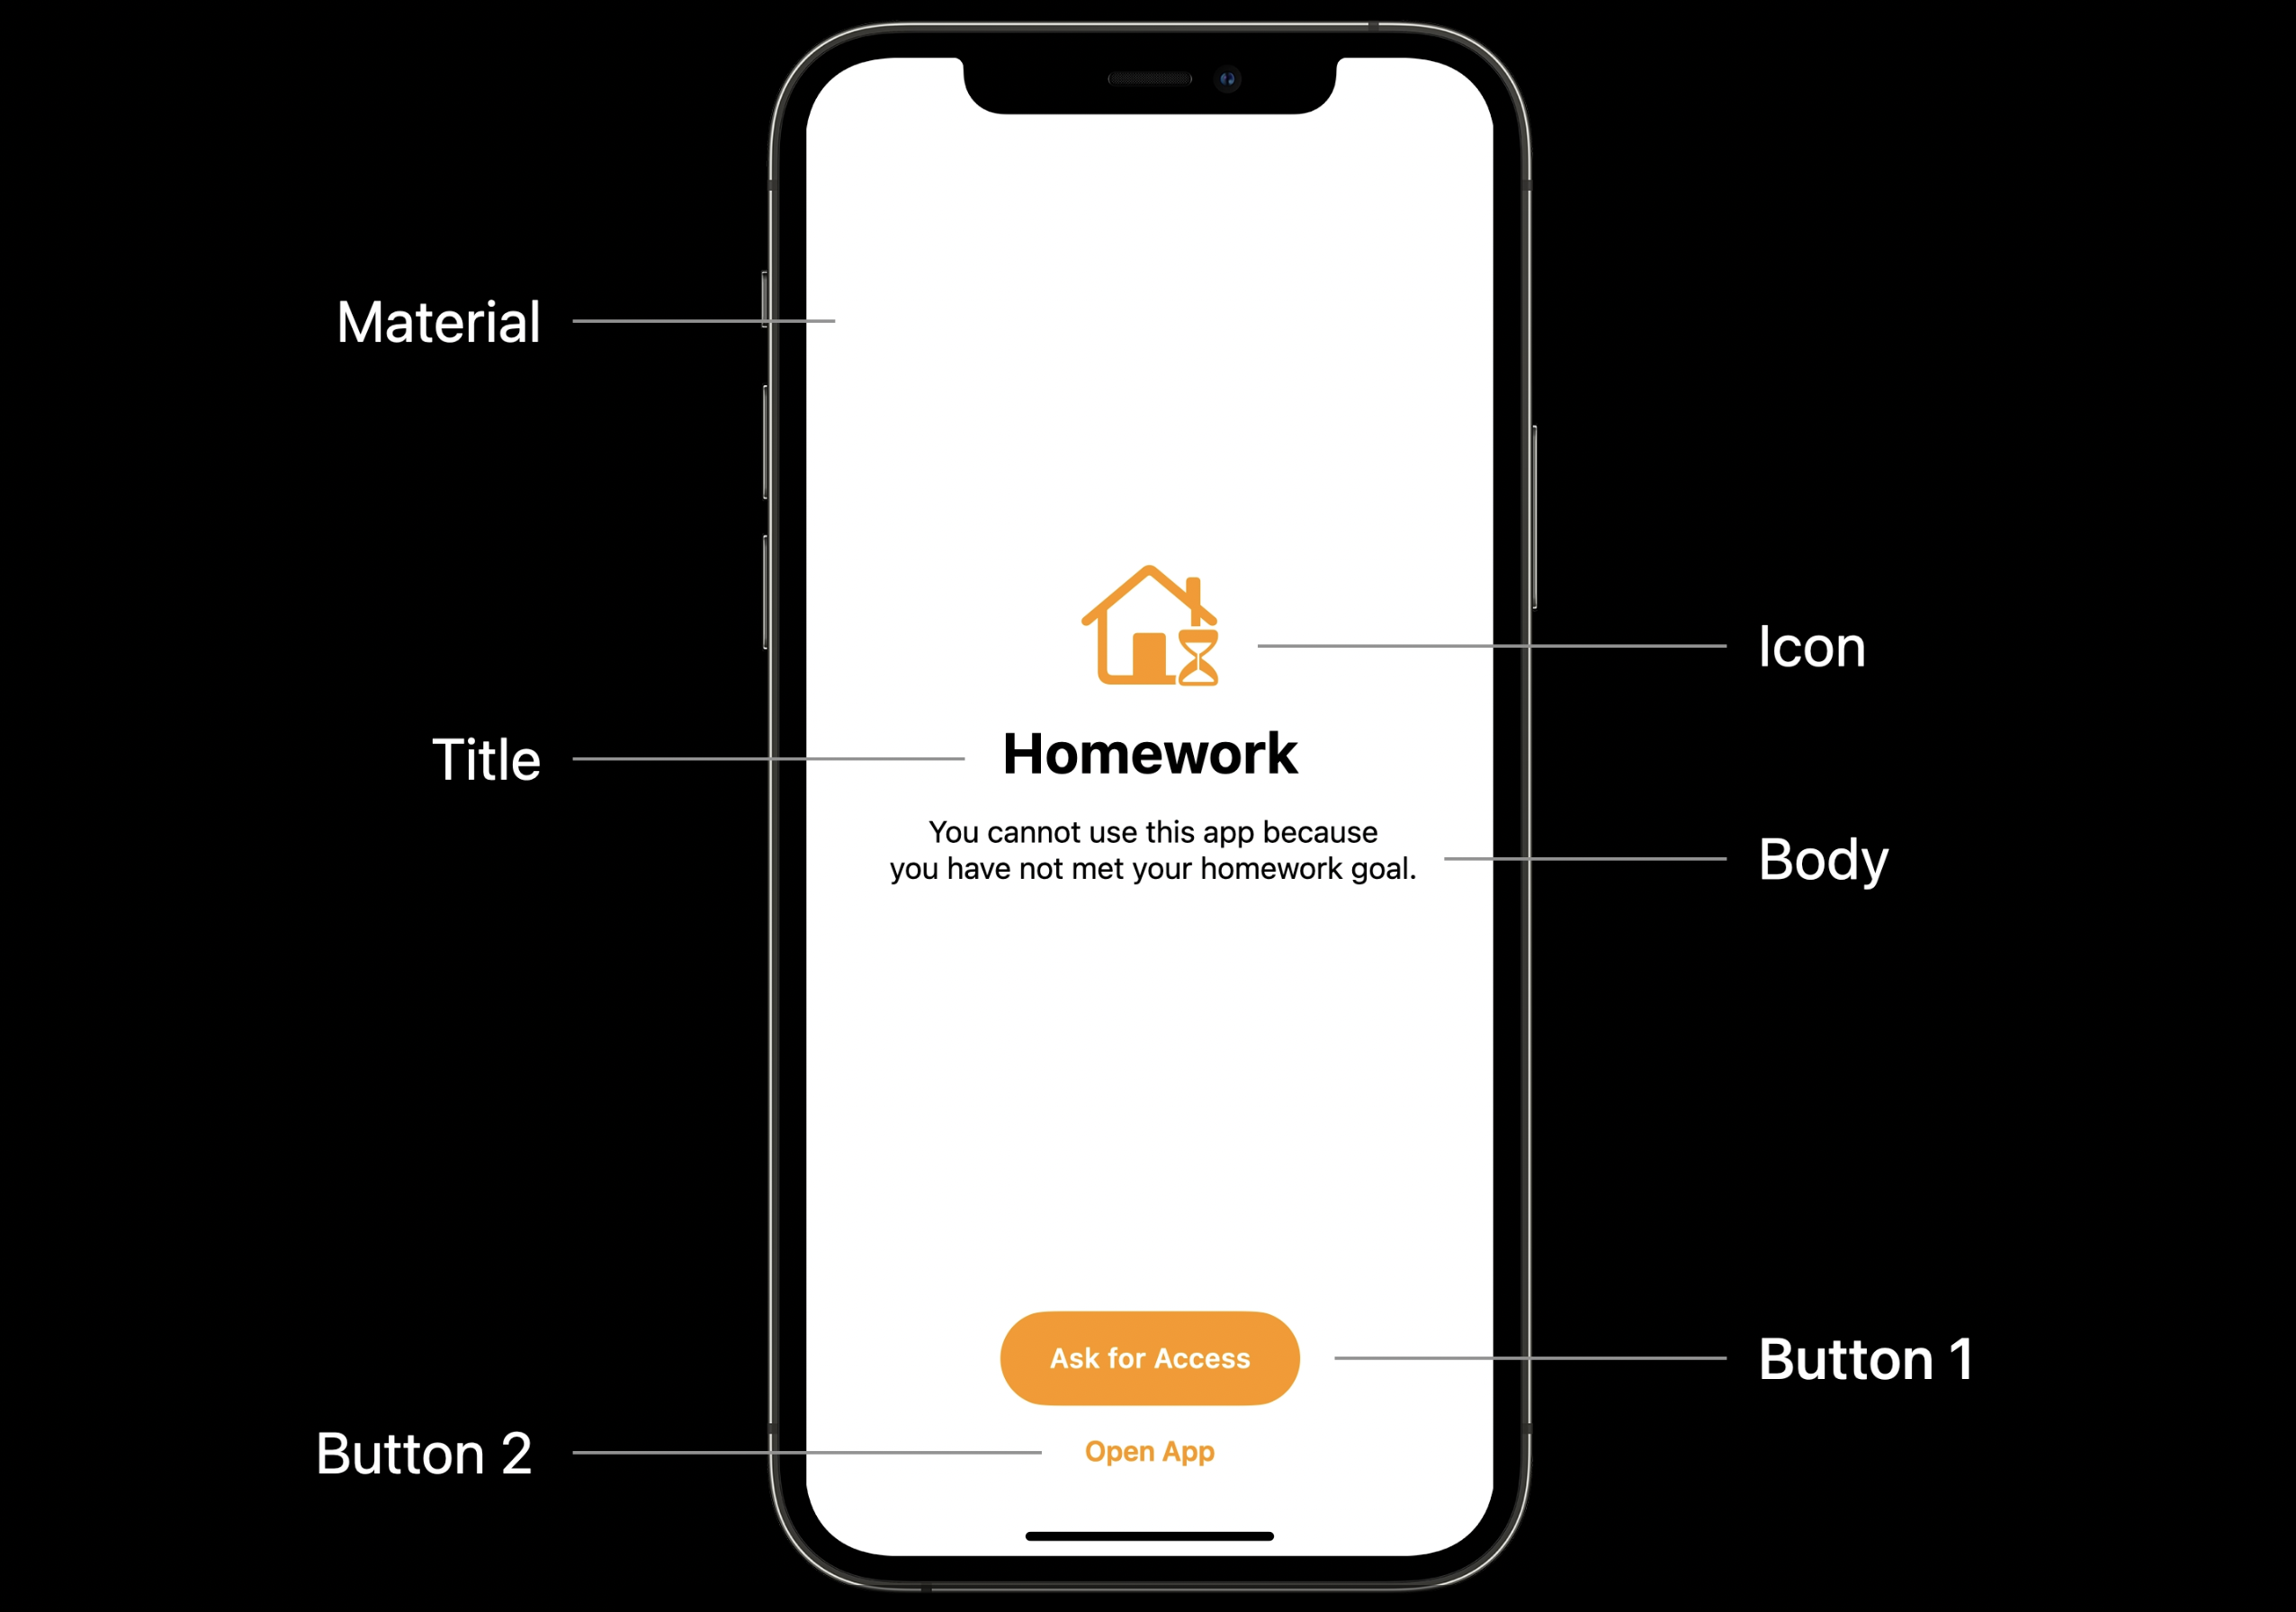 Material
Icon
Homework
Title
You cannot use this app because
you have not met your homework goal.
Body
Ask for Access
Button 1
Button 2
Open App